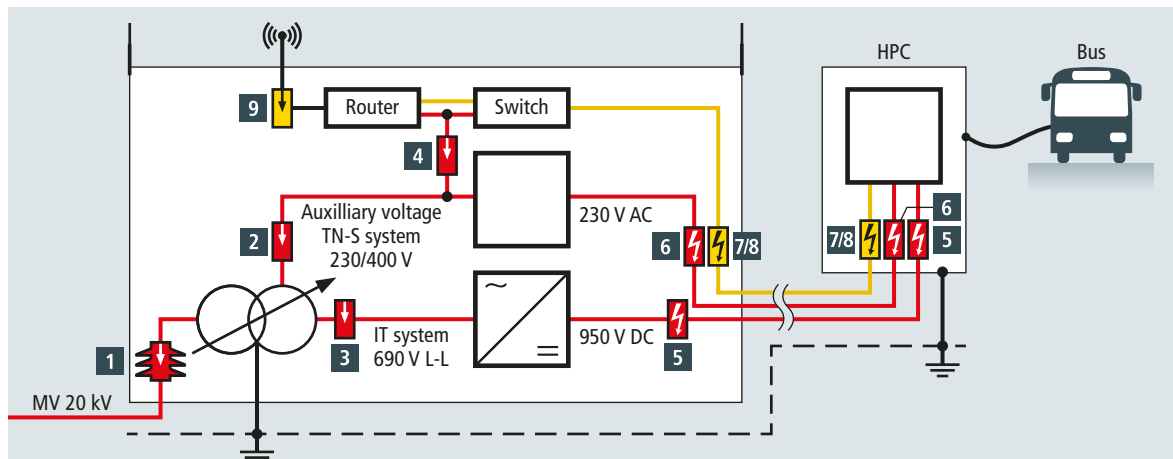 HPC
Bus
9
Router
Switch
4
Auxilliary voltage
TN-S system
230/400 V
2
230 V AC
6
7/8
7/8
6
5
1
3
IT system
690 V L-L
~
=
950 V DC
5
MV 20 kV